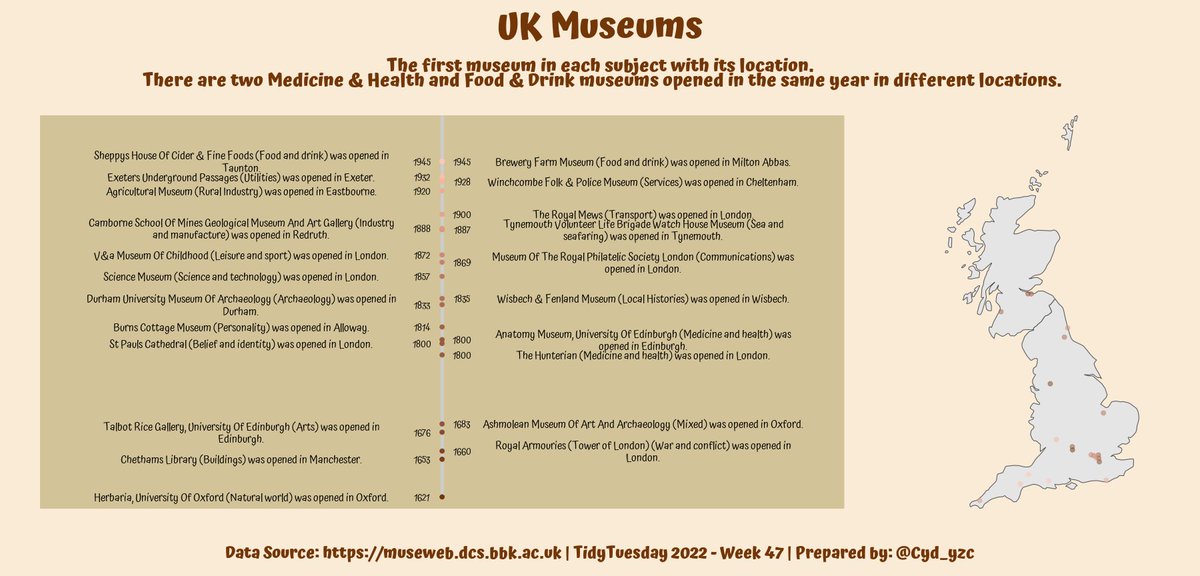 UK Museums
The first museum in each subject with its location.
There are two Medicine & Health and Food & Drink museums opened in the same year in different locations.
Sheppys House Of Cider & Fine Foods (Food and drink) was opened in
Taunton.
1945
1945
Brewery Farm Museum (Food and drink) was opened in Milton Abbas.
Exeters Underground Passages (Utilities) was opened in Exeter.
1932
1928
Winchcombe Folk & Police Museum (Services) was opened in Cheltenham.
Agricultural Museum (Rural Industry) was opened in Eastbourne.
1920
1900
The Royal Mews (Transport) was opened in London.
Camborne School Of Mines Geological Museum And Art Gallery (Industry
and manufacture) was opened in Redruth.
1888
1887
Tynemouth Volunteer Life Brigade Watch House Museum (Sea and
seafaring) was opened in Tynemouth.
V&a Museum Of Childhood (Leisure and sport) was opened in London.
1872
1869
Museum Of The Royal Philatelic Society London (Communications) was
opened in London.
Science Museum (Science and technology) was opened in London.
1857
1835
Wisbech & Fenland Museum (Local Histories) was opened in Wisbech.
Durham University Museum Of Archaeology (Archaeology) was opened in
Durham.
1833
Burns Cottage Museum (Personality) was opened in Alloway.
1814
1800
Anatomy Museum, University Of Edinburgh (Medicine and health) was
opened in Edinburgh.
St Pauls Cathedral (Belief and identity) was opened in London.
1800
1800
The Hunterian (Medicine and health) was opened in London.
1683
Ashmolean Museum Of Art And Archaeology (Mixed) was opened in Oxford.
Talbot Rice Gallery, University Of Edinburgh (Arts) was opened in
Edinburgh.
1676
1660
Royal Armouries (Tower of London) (War and conflict) was opened in
London.
Chethams Library (Buildings) was opened in Manchester.
1653
Herbaria, University Of Oxford (Natural world) was opened in Oxford.
1621
Data Source: https://museweb.dcs.bbk.ac.uk | TidyTuesday 2022 - Week 47 | Prepared by: @Cyd_yzc